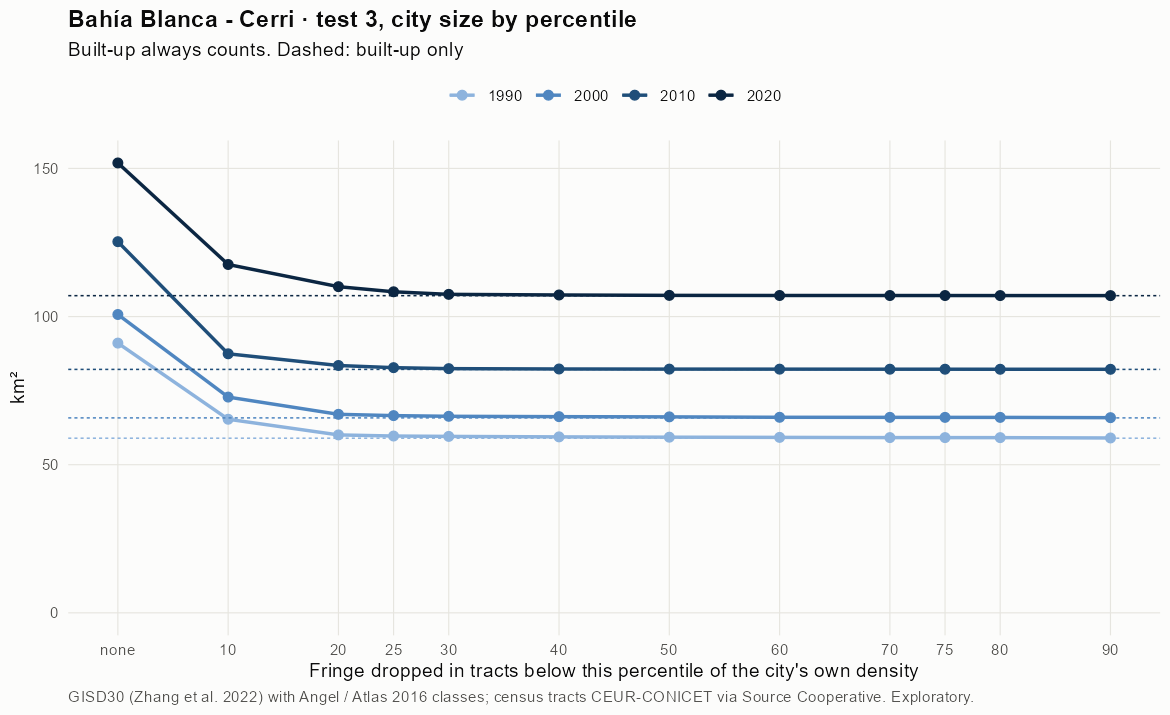 Bahía Blanca - Cerri · test 3, city size by percentile
Built-up always counts. Dashed: built-up only
1990 2000 2010 2020
150
100
50
0
km²
none 10 20 25 30 40 50 60 70 75 80 90
Fringe dropped in tracts below this percentile of the city's own density
GISD30 (Zhang et al. 2022) with Angel / Atlas 2016 classes; census tracts CEUR-CONICET via Source Cooperative. Exploratory.